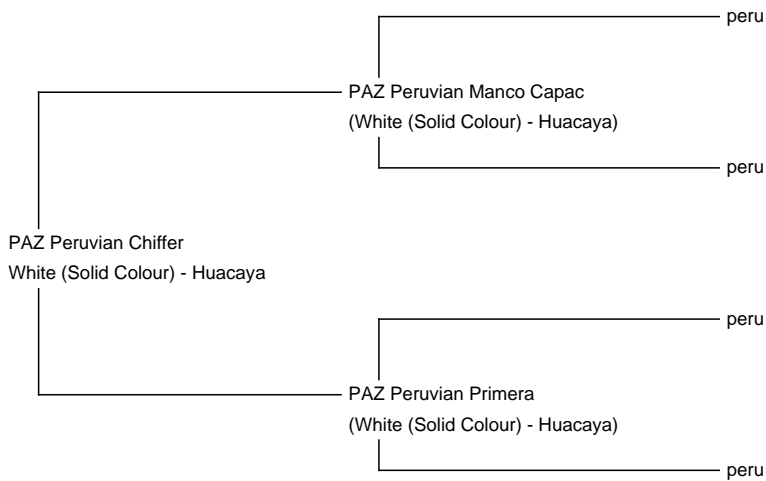 peru
PAZ Peruvian Manco Capac
(White (Solid Colour) - Huacaya)
peru
PAZ Peruvian Chiffer
White (Solid Colour) - Huacaya
peru
PAZ Peruvian Primera
(White (Solid Colour) - Huacaya)
peru